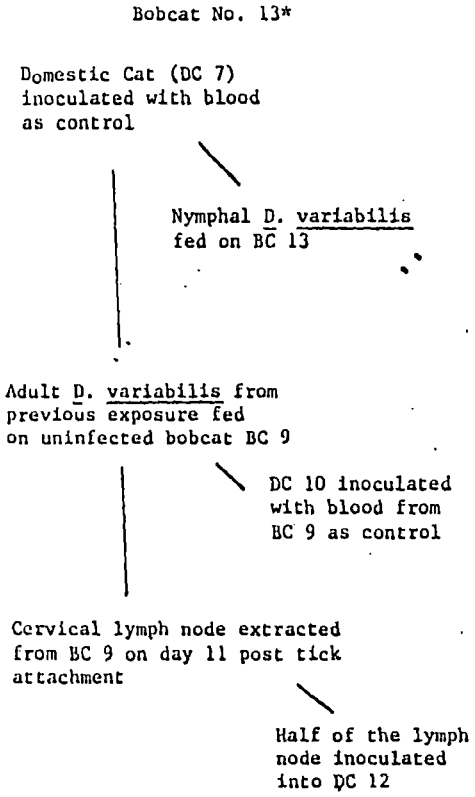 Bobcat No. 13*
Domestic Cat (DC 7)
inoculated with blood
as control
Nymphal D. variabilis
fed on BC 13
Adult D. variabilis from
previous exposure fed
on uninfected bobcat BC 9
DC 10 inoculated
with blood from
BC 9 as control
Cervical lymph node extracted
from BC 9 on day 11 post tick
attachment
Half of the lymph
node inoculated
into DC 12